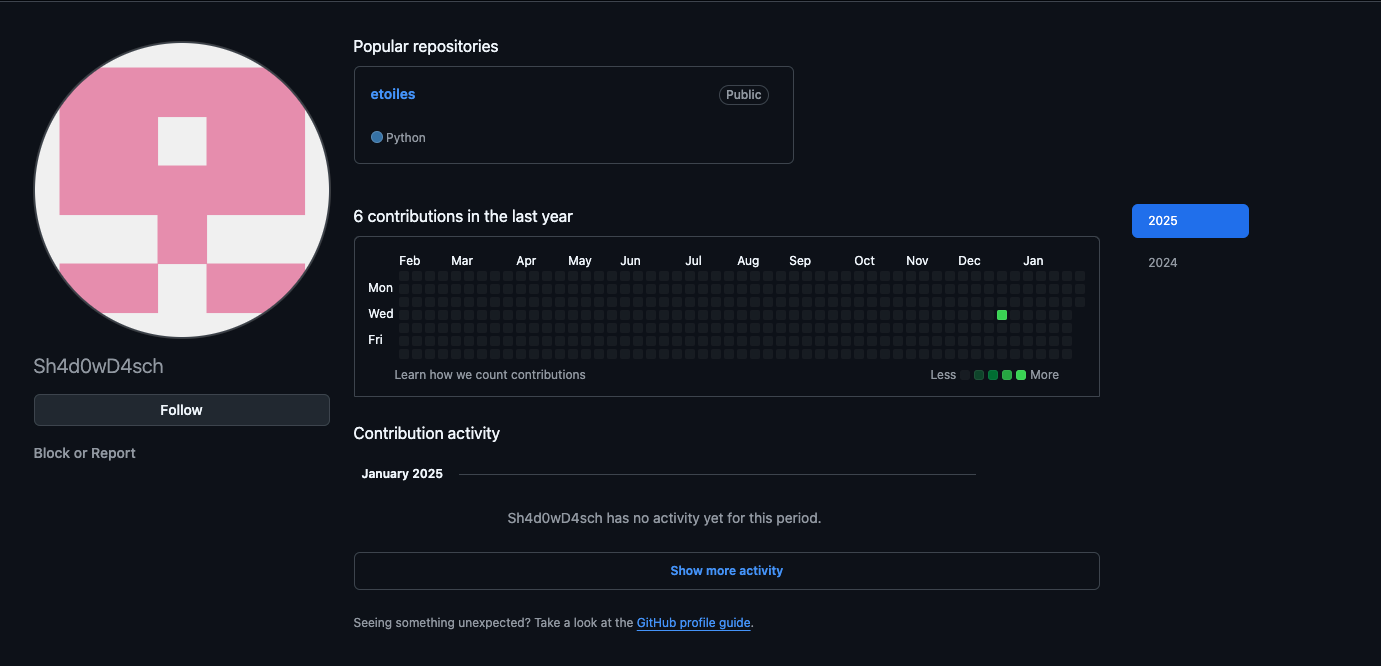 Popular repositories
etoiles
Public
Python
6 contributions in the last year
2025
2024
Feb Mar Apr May Jun Jul Aug Sep Oct Nov Dec Jan
Mon
Wed
Fri
Learn how we count contributions
Less More
Sh4d0wD4sch
Follow
Block or Report
Contribution activity
January 2025
Sh4d0wD4sch has no activity yet for this period.
Show more activity
Seeing something unexpected? Take a look at the GitHub profile guide.